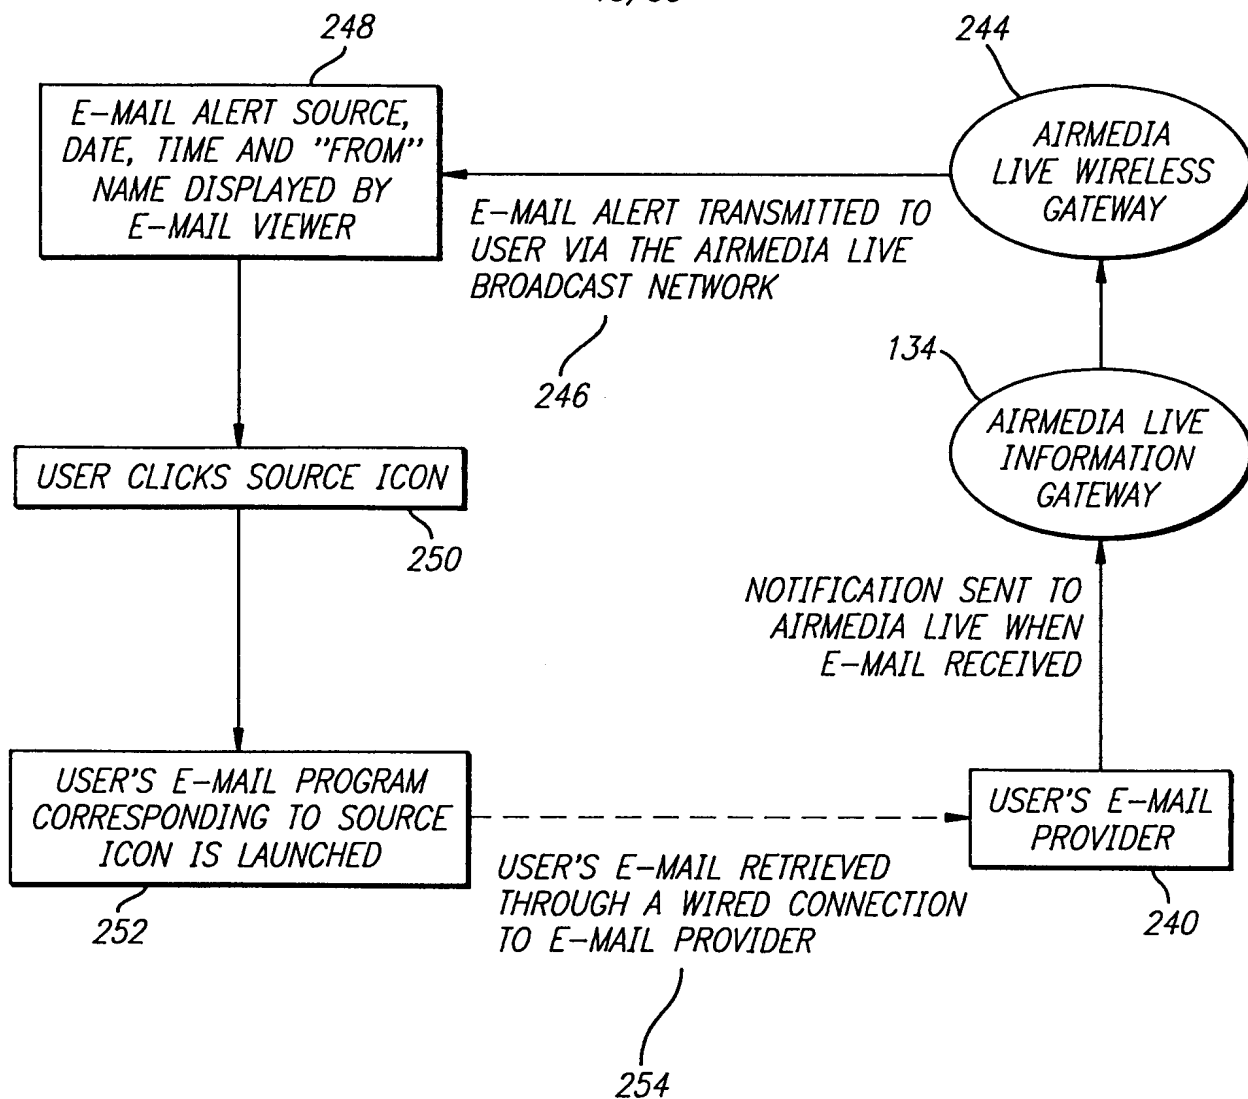 248
244
E-MAIL ALERT SOURCE,
DATE, TIME AND "FROM"
NAME DISPLAYED BY
E-MAIL VIEWER
AIRMEDIA
LIVE WIRELESS
GATEWAY
E-MAIL ALERT TRANSMITTED TO
USER VIA THE AIRMEDIA LIVE
BROADCAST NETWORK
246
134
AIRMEDIA LIVE
INFORMATION
GATEWAY
USER CLICKS SOURCE ICON
250
NOTIFICATION SENT TO
AIRMEDIA LIVE WHEN
E-MAIL RECEIVED
USER'S E-MAIL PROGRAM
CORRESPONDING TO SOURCE
ICON IS LAUNCHED
252
USER'S E-MAIL
PROVIDER
240
USER'S E-MAIL RETRIEVED
THROUGH A WIRED CONNECTION
TO E-MAIL PROVIDER
254